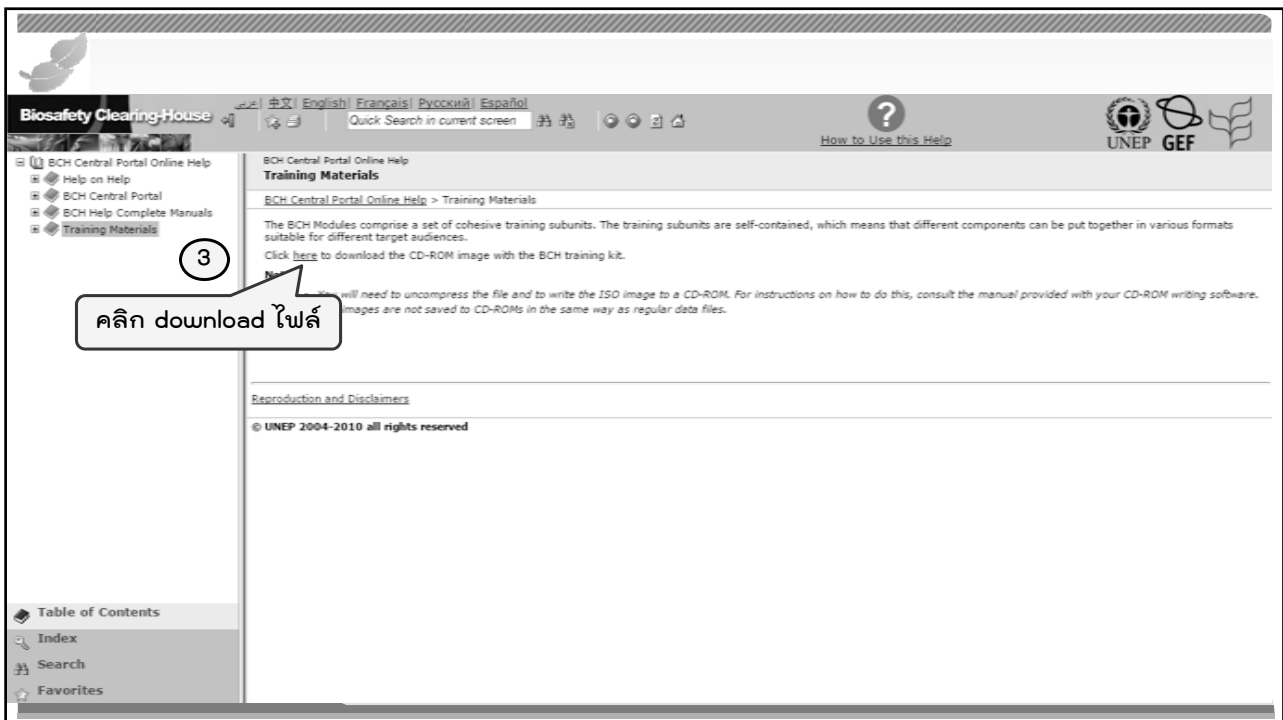 عربي| 中文| English| Français| Русский| Español
Biosafety Clearing-House
Quick Search in current screen
?
How to Use this Help
UNEP GEF
BCH Central Portal Online Help
Help on Help
BCH Central Portal
BCH Help Complete Manuals
Training Materials
BCH Central Portal Online Help
Training Materials
BCH Central Portal Online Help > Training Materials
The BCH Modules comprise a set of cohesive training subunits. The training subunits are self-contained, which means that different components can be put together in various formats
suitable for different target audiences.
Click here to download the CD-ROM image with the BCH training kit.
3
You will need to uncompress the file and to write the ISO image to a CD-ROM. For instructions on how to do this, consult the manual provided with your CD-ROM writing software.
images are not saved to CD-ROMs in the same way as regular data files.
คลิก download ไฟล์
Reproduction and Disclaimers
© UNEP 2004-2010 all rights reserved
Table of Contents
Index
Search
Favorites